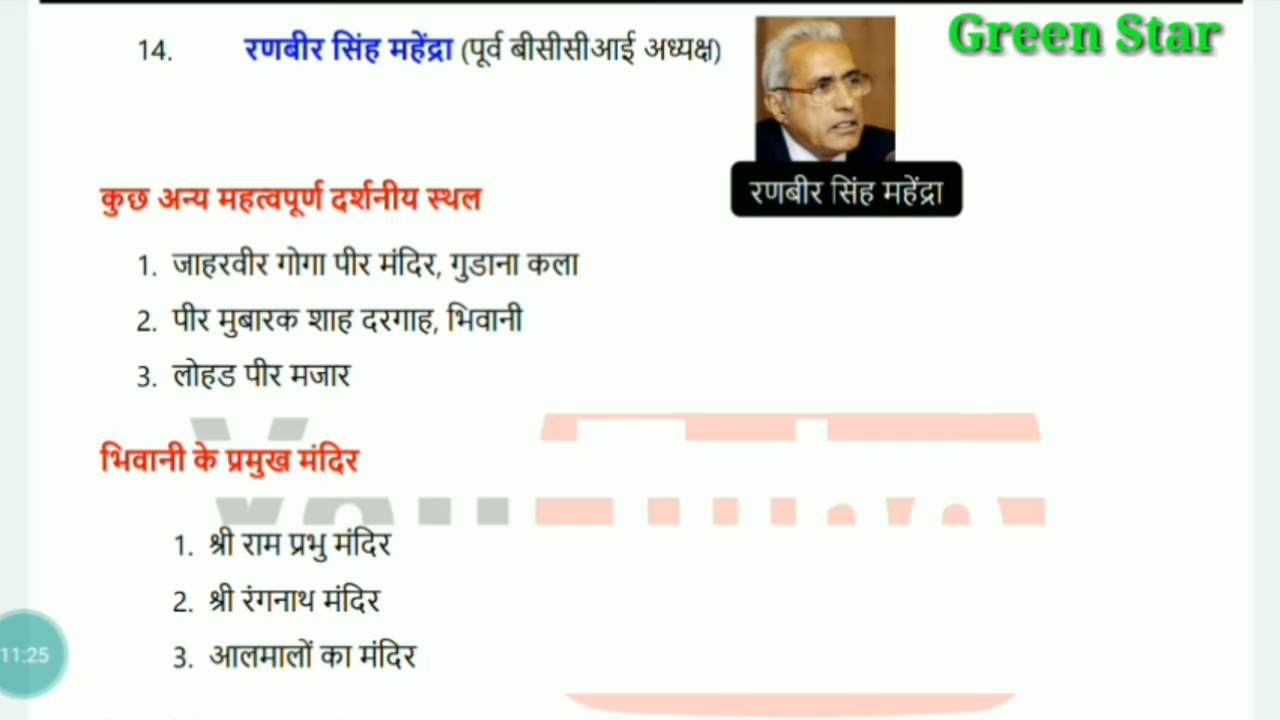 Green Star
14. रणबीर सिंह महेंद्रा (पूर्व बीसीसीआई अध्यक्ष)
रणबीर सिंह महेंद्रा
कुछ अन्य महत्वपूर्ण दर्शनीय स्थल
1. जाहरवीर गोगा पीर मंदिर, गुडाना कला
2. पीर मुबारक शाह दरगाह, भिवानी
3. लोहड पीर मजार
भिवानी के प्रमुख मंदिर
1. श्री राम प्रभु मंदिर
2. श्री रंगनाथ मंदिर
3. आलमालों का मंदिर
11:25